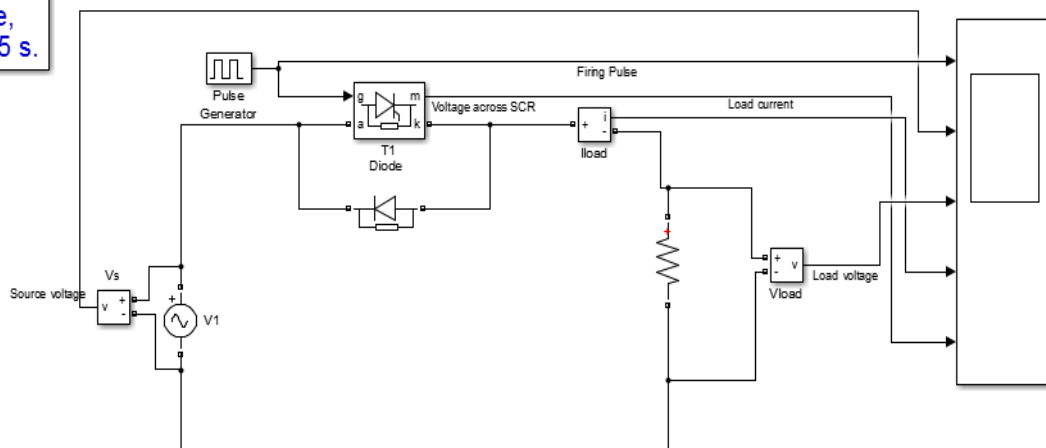 e,
5 s.
Pulse
Generator
Firing Pulse
g
m
a
k
Voltage across SCR
Load current
T1
Diode
+
i
-
Iload
Vs
Source voltage
v
+
-
+
V1
+
+
-
v
Vload
Load voltage